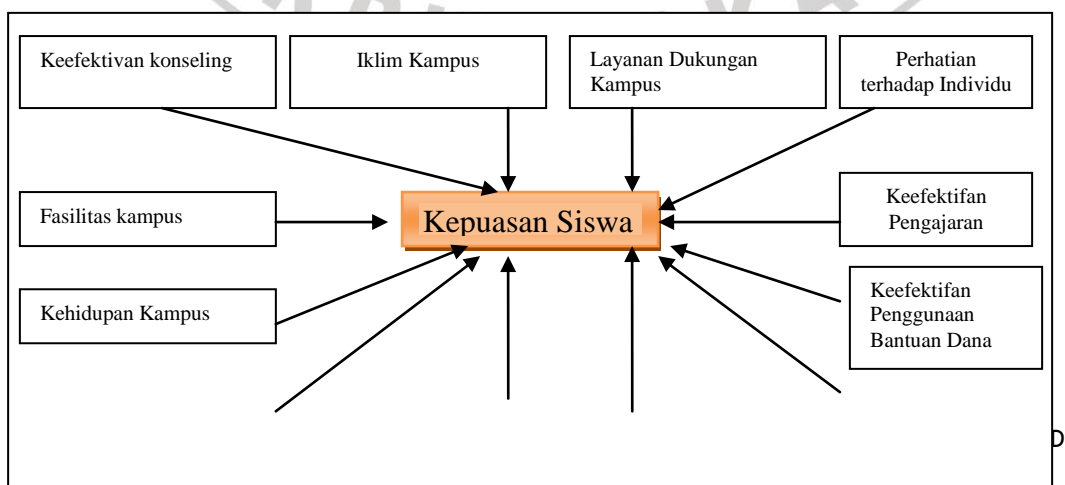 Keefektivan konseling
Iklim Kampus
Layanan Dukungan
Kampus
Perhatian
terhadap Individu
Fasilitas kampus
Kepuasan Siswa
Keefektifan
Pengajaran
Kehidupan Kampus
Keefektifan
Penggunaan
Bantuan Dana